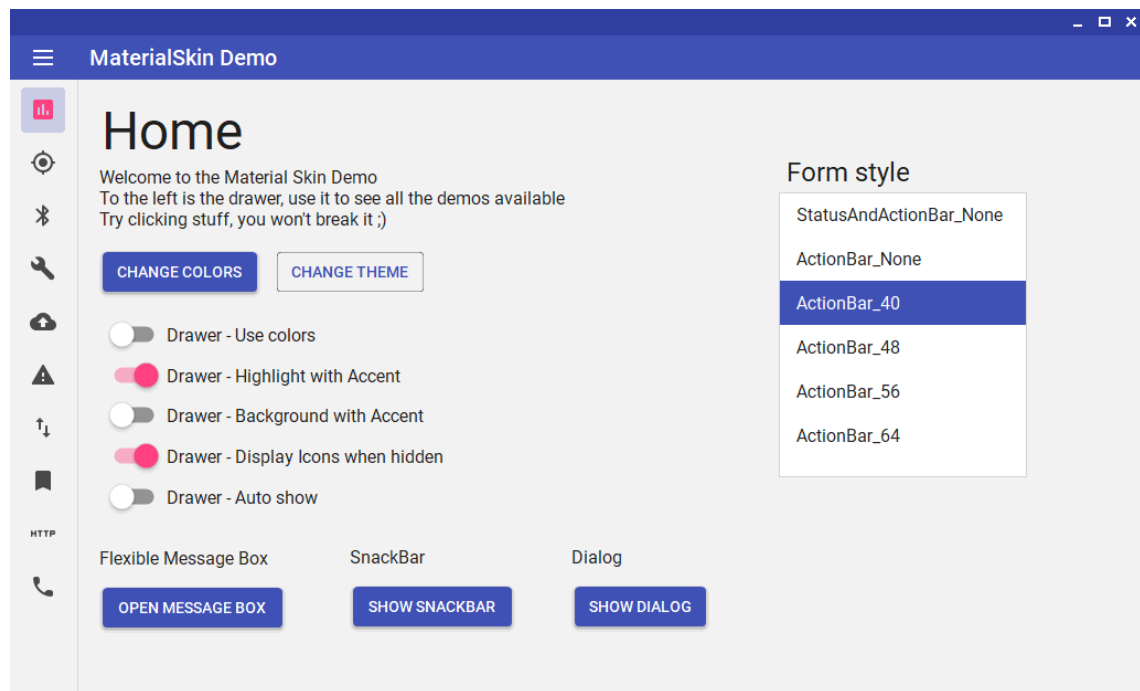 MaterialSkin Demo
Home
Welcome to the Material Skin Demo
To the left is the drawer, use it to see all the demos available
Try clicking stuff, you won't break it ;)
CHANGE COLORS
CHANGE THEME
Drawer - Use colors
Drawer - Highlight with Accent
Drawer - Background with Accent
Drawer - Display Icons when hidden
Drawer - Auto show
Form style
StatusAndActionBar_None
ActionBar_None
ActionBar_40
ActionBar_48
ActionBar_56
ActionBar_64
HTTP
Flexible Message Box
SnackBar
Dialog
OPEN MESSAGE BOX
SHOW SNACKBAR
SHOW DIALOG